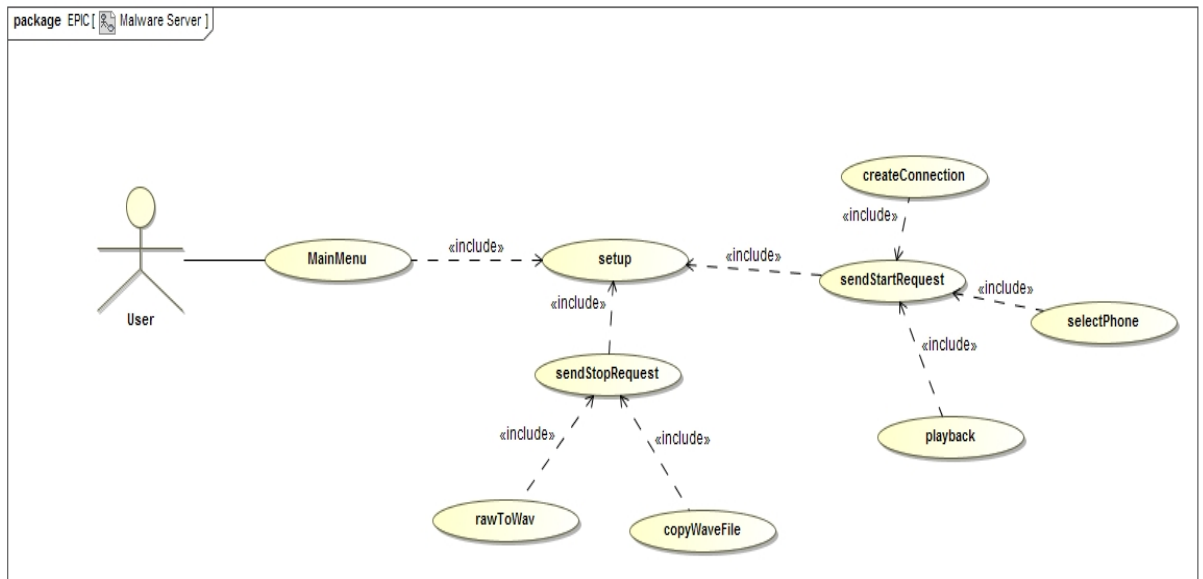 package EPIC[ Malware Server ]
createConnection
«include»
«include»
«include»
MainMenu
setup
sendStartRequest
«include»
«include»
selectPhone
User
«include»
sendStopRequest
playback
«include»
«include»
rawToWav
copyWaveFile